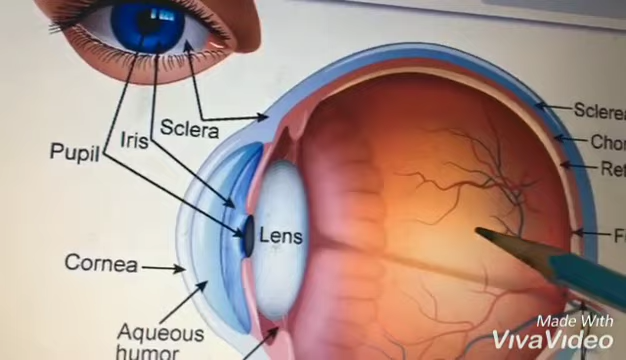 Sclera
Iris
Pupil
Lens
Cornea
Aqueous
humor
Made With
VivaVideo